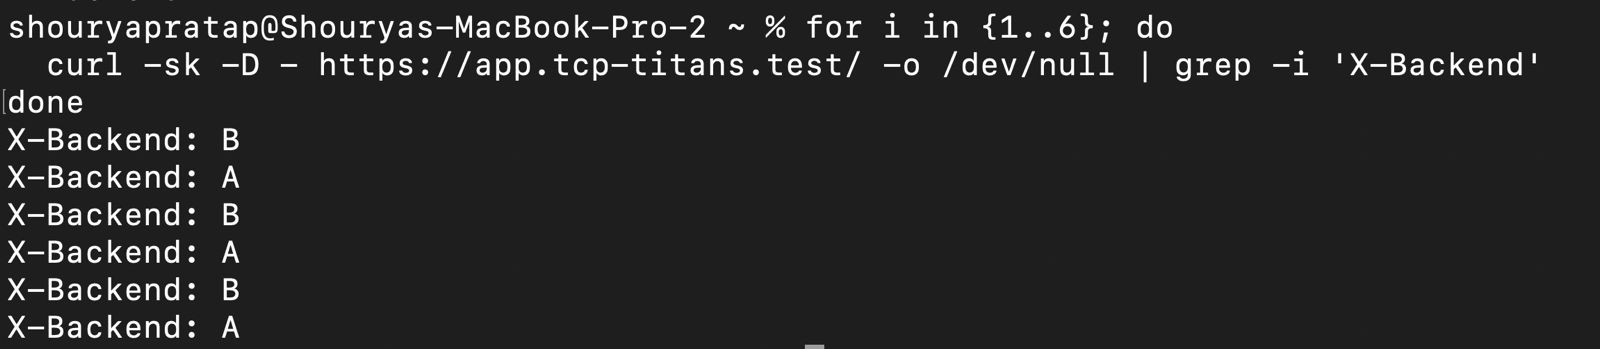 shouryapratap@Shouryas-MacBook-Pro-2 ~ % for i in {1..6}; do
  curl -sk -D - https://app.tcp-titans.test/ -o /dev/null | grep -i 'X-Backend'
done
X-Backend: B
X-Backend: A
X-Backend: B
X-Backend: A
X-Backend: B
X-Backend: A